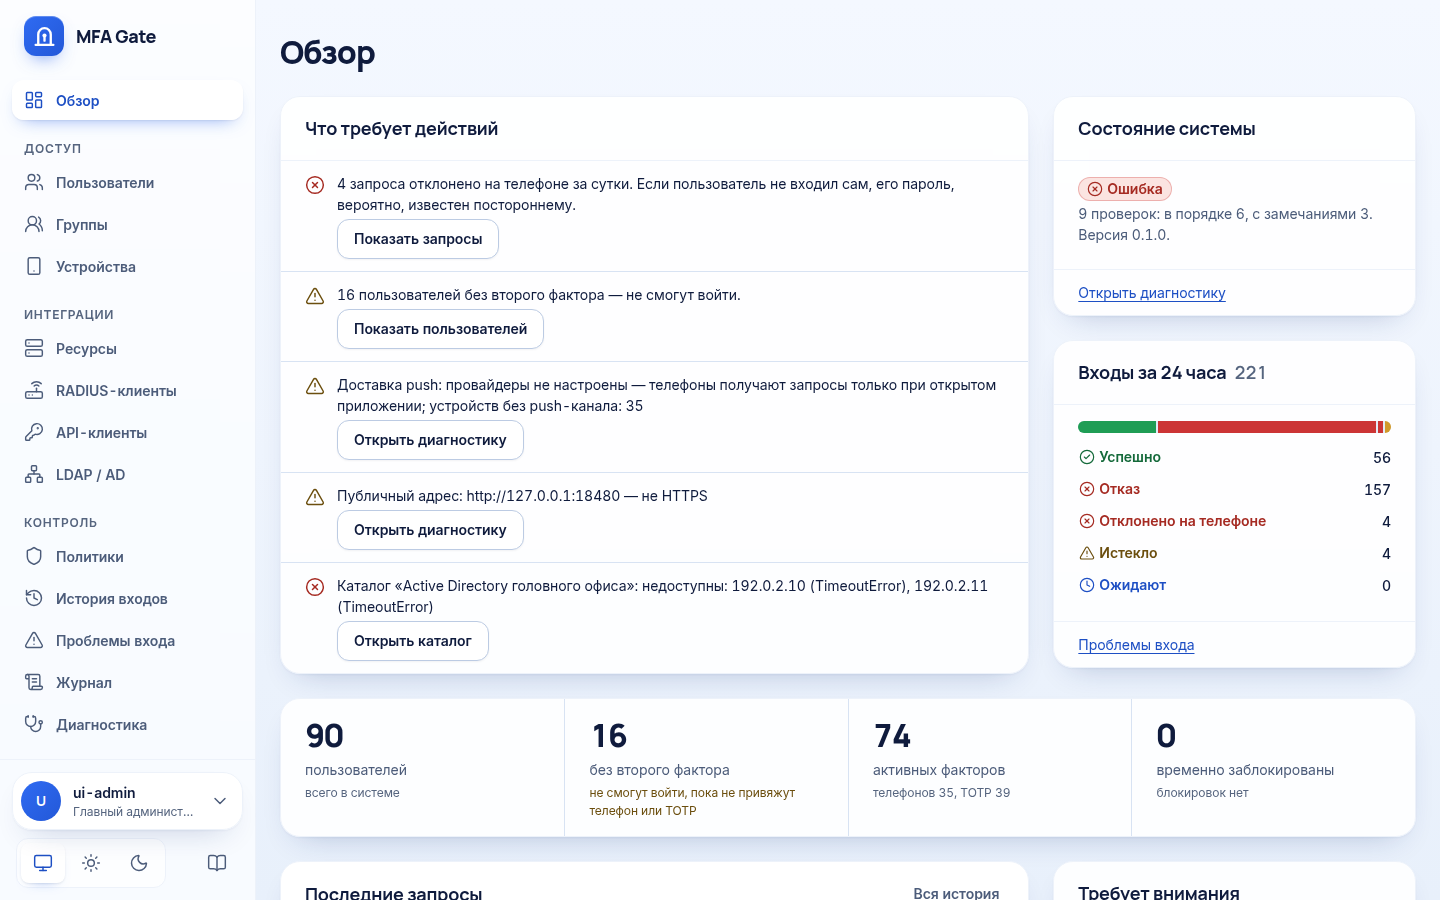 MFA Gate
Обзор
ДОСТУП
Пользователи
Группы
Устройства
ИНТЕГРАЦИИ
Ресурсы
RADIUS-клиенты
API-клиенты
LDAP / AD
КОНТРОЛЬ
Политики
История входов
Проблемы входа
Журнал
Диагностика
U
ui-admin
Главный админист...
Обзор
Что требует действий
4 запроса отклонено на телефоне за сутки. Если пользователь не входил сам, его пароль,
вероятно, известен постороннему.
Показать запросы
16 пользователей без второго фактора — не смогут войти.
Показать пользователей
Доставка push: провайдеры не настроены — телефоны получают запросы только при открытом
приложении; устройств без push-канала: 35
Открыть диагностику
Публичный адрес: http://127.0.0.1:18480 — не HTTPS
Открыть диагностику
Каталог «Active Directory головного офиса»: недоступны: 192.0.2.10 (TimeoutError), 192.0.2.11
(TimeoutError)
Открыть каталог
Состояние системы
Ошибка
9 проверок: в порядке 6, с замечаниями 3.
Версия 0.1.0.
Открыть диагностику
Входы за 24 часа 221
Успешно 56
Отказ 157
Отклонено на телефоне 4
Истекло 4
Ожидают 0
Проблемы входа
90
пользователей
всего в системе
16
без второго фактора
не смогут войти, пока не привяжут
телефон или TOTP
74
активных факторов
телефонов 35, TOTP 39
0
временно заблокированы
блокировок нет
Последние запросы
Вся история
Требует внимания